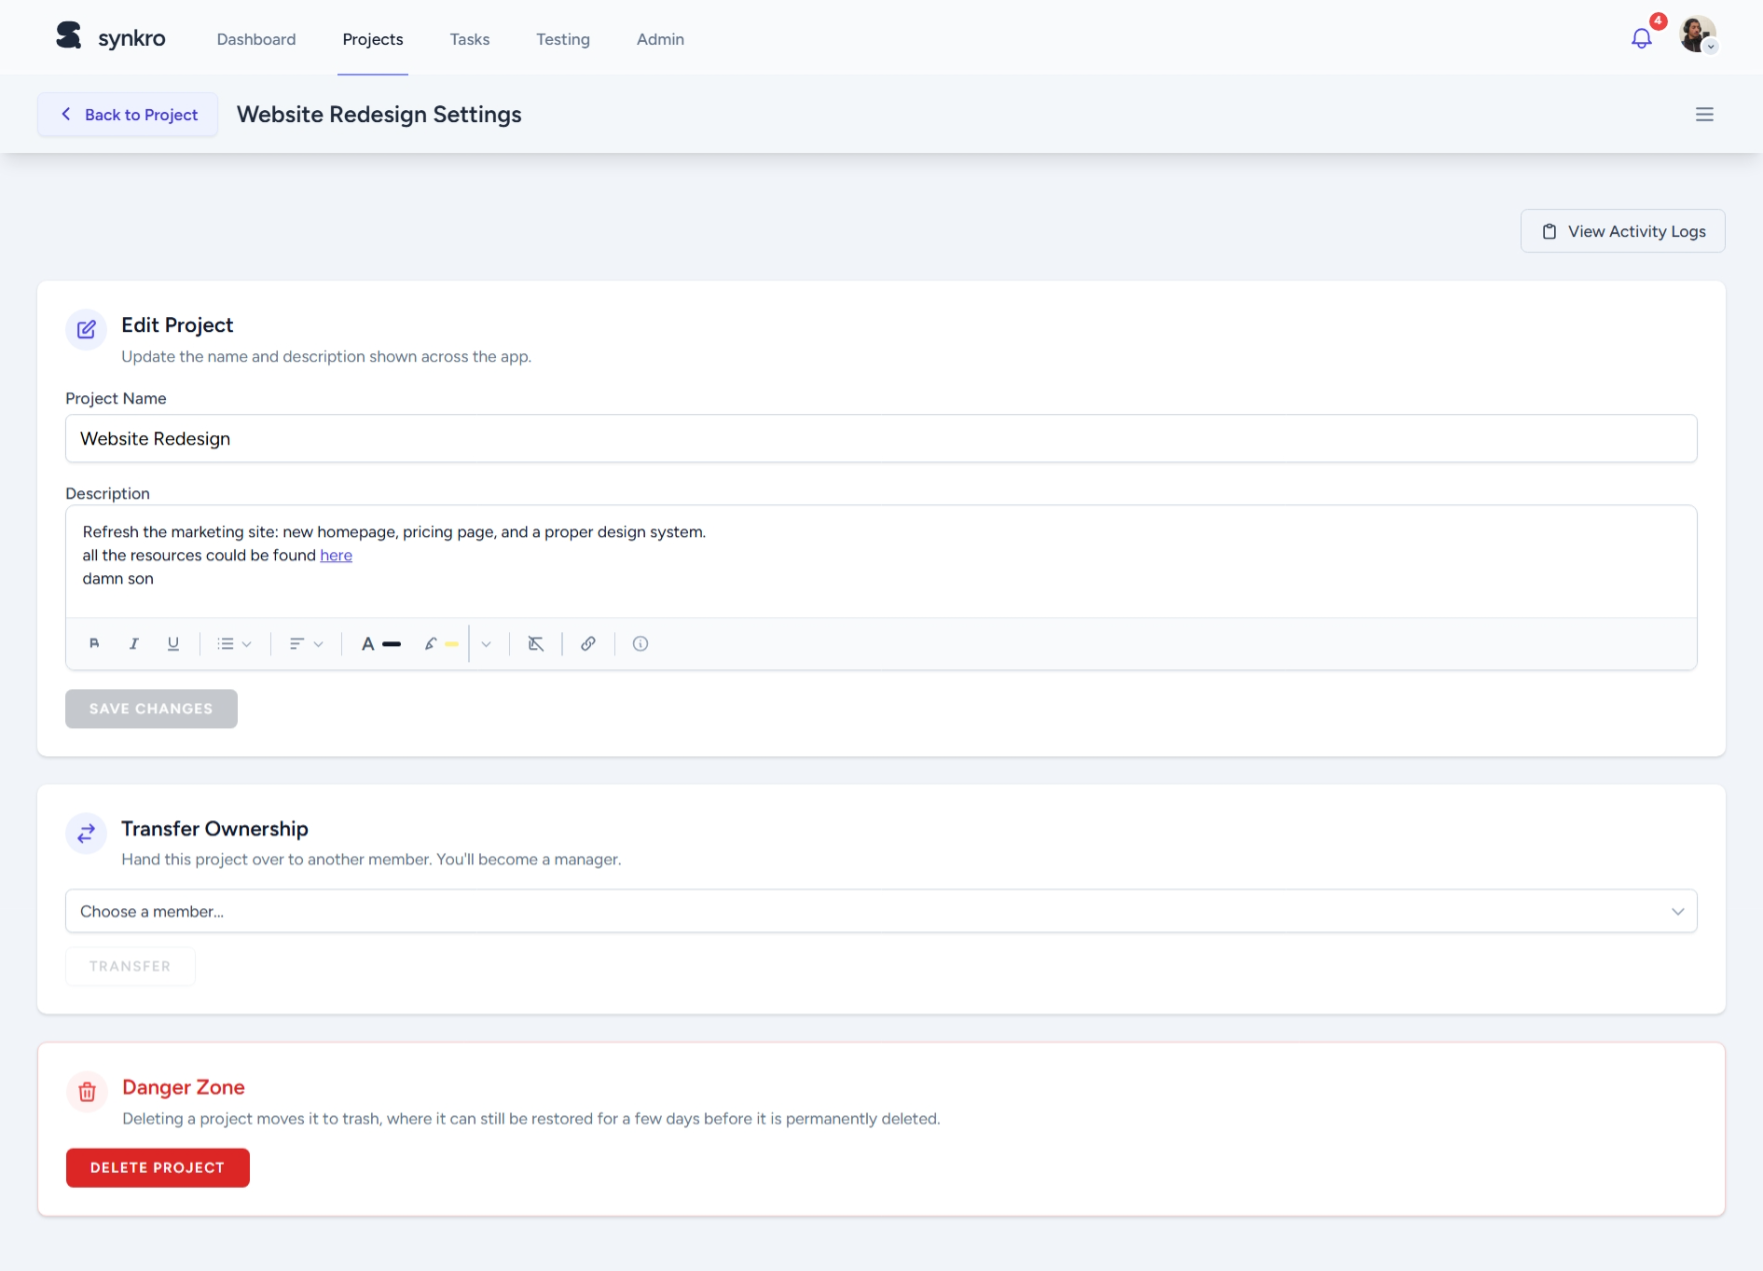 synkro
Dashboard
Projects
Tasks
Testing
Admin
4
Back to Project
Website Redesign Settings
View Activity Logs
Edit Project
Update the name and description shown across the app.
Project Name
Website Redesign
Description
Refresh the marketing site: new homepage, pricing page, and a proper design system.
all the resources could be found here
damn son
B I U A
SAVE CHANGES
Transfer Ownership
Hand this project over to another member. You'll become a manager.
Choose a member...
TRANSFER
Danger Zone
Deleting a project moves it to trash, where it can still be restored for a few days before it is permanently deleted.
DELETE PROJECT